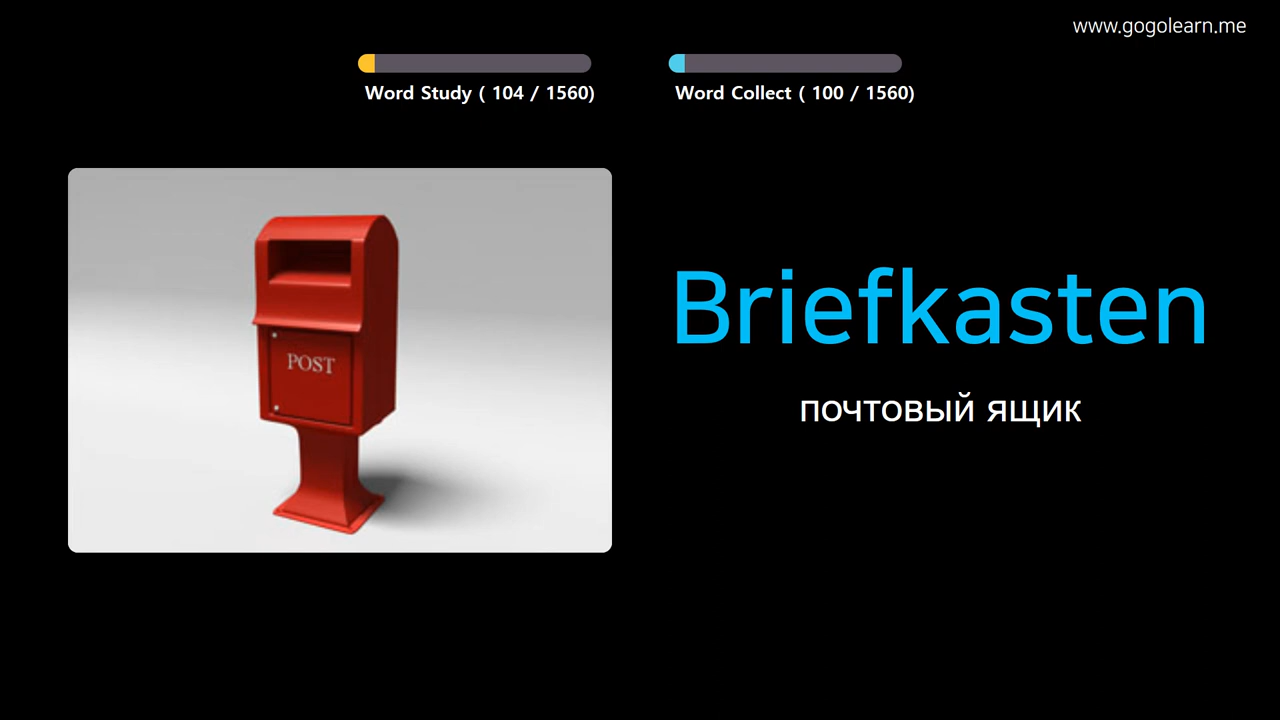 www.gogolearn.me
Word Study ( 104 / 1560)
Word Collect ( 100 / 1560)
POST
Briefkasten
почтовый ящик